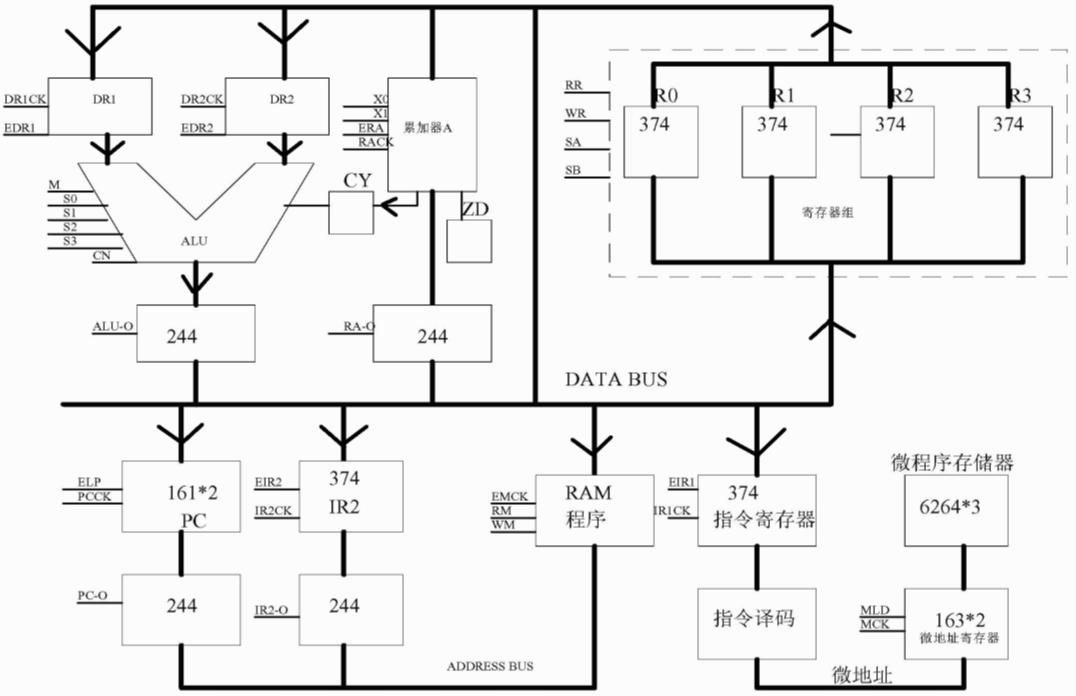 DR1CK
EDR1
DR1
DR2CK
EDR2
DR2
X0
X1
ERA
RACK
累加器A
RR
WR
SA
SB
R0
374
R1
374
R2
374
R3
374
寄存器组
M
S0
S1
S2
S3
CN
ALU
CY
ZD
ALU-O
244
RA-O
244
DATA BUS
ELP
PCCK
161*2
PC
EIR2
IR2CK
374
IR2
EMCK
RM
WM
RAM
程序
EIR1
IR1CK
374
指令寄存器
微程序存储器
6264*3
PC-O
244
IR2-O
244
指令译码
MLD
MCK
163*2
微地址寄存器
ADDRESS BUS
微地址